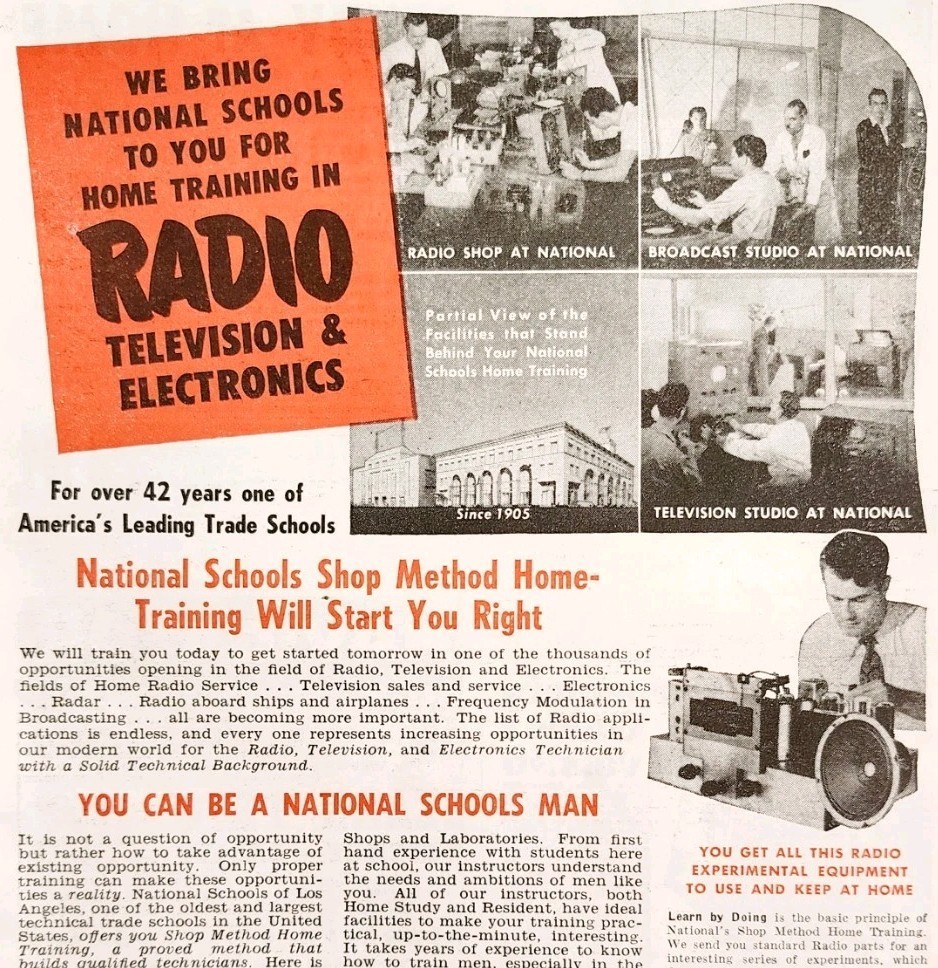 WE BRING
NATIONAL SCHOOLS
TO YOU FOR
HOME TRAINING IN
RADIO
TELEVISION &
ELECTRONICS
RADIO SHOP AT NATIONAL
BROADCAST STUDIO AT NATIONAL
Partial View of the
Facilities that Stand
Behind Your National
Schools Home Training
Since 1905
TELEVISION STUDIO AT NATIONAL
For over 42 years one of
America's Leading Trade Schools
National Schools Shop Method Home-
Training Will Start You Right
We will train you today to get started tomorrow in one of the thousands of
opportunities opening in the field of Radio, Television and Electronics. The
fields of Home Radio Service . . . Television sales and service . . . Electronics
. . . Radar . . . Radio aboard ships and airplanes . . . Frequency Modulation in
Broadcasting . . . all are becoming more important. The list of Radio appli-
cations is endless, and every one represents increasing opportunities in
our modern world for the Radio, Television, and Electronics Technician
with a Solid Technical Background.
YOU CAN BE A NATIONAL SCHOOLS MAN
It is not a question of opportunity
but rather how to take advantage of
existing opportunity. Only proper
training can make these opportuni-
ties a reality. National Schools of Los
Angeles, one of the oldest and largest
technical trade schools in the United
States, offers you Shop Method Home
Training, a proved method that
builds qualified technicians. Here is
Shops and Laboratories. From first
hand experience with students here
at school, our instructors understand
the needs and ambitions of men like
you. All of our instructors, both
Home Study and Resident, have ideal
facilities to make your training prac-
tical, up-to-the-minute, interesting.
It takes years of experience to know
how to train men, especially in the
YOU GET ALL THIS RADIO
EXPERIMENTAL EQUIPMENT
TO USE AND KEEP AT HOME
Learn by Doing is the basic principle of
National's Shop Method Home Training.
We send you standard Radio parts for an
interesting series of experiments, which